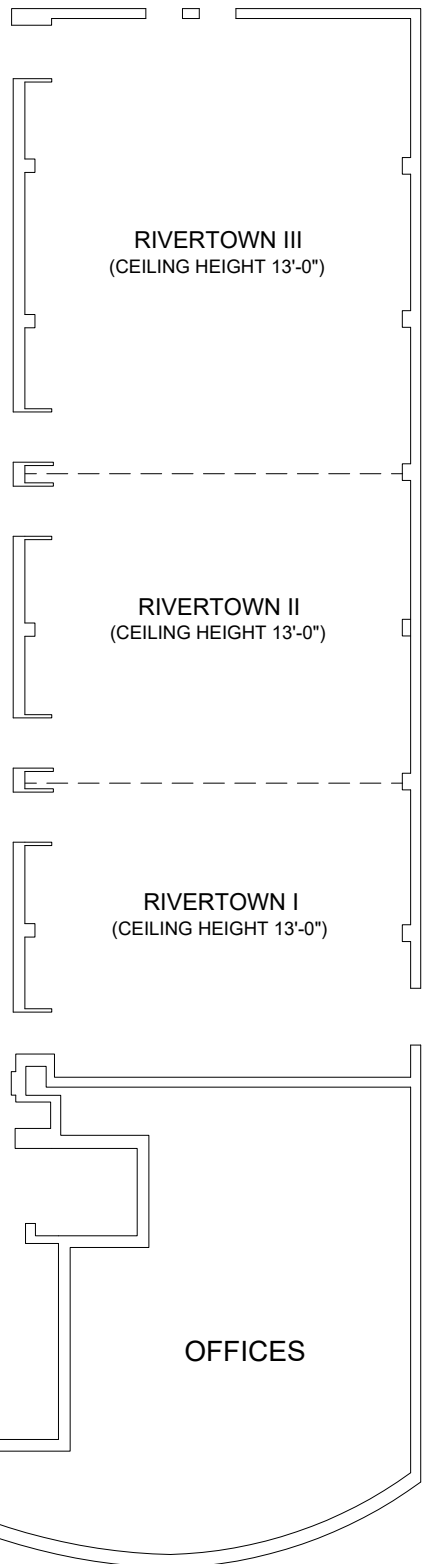 RIVERTOWN III
(CEILING HEIGHT 13'-0")
RIVERTOWN II
(CEILING HEIGHT 13'-0")
RIVERTOWN I
(CEILING HEIGHT 13'-0")
OFFICES